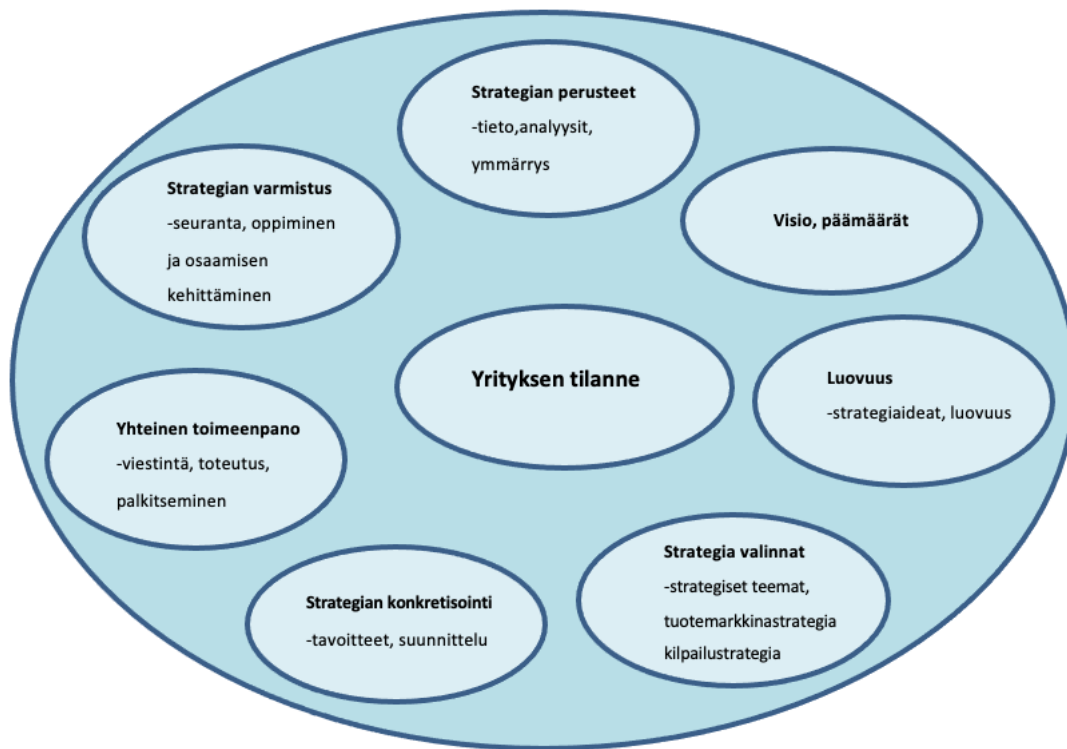 Strategian perusteet
-tieto,analyysit,
ymmärrys
Visio, päämäärät
Luovuus
-strategiaideat, luovuus
Strategia valinnat
-strategiset teemat,
tuotemarkkinastrategia
kilpailustrategia
Strategian konkretisointi
-tavoitteet, suunnittelu
Yhteinen toimeenpano
-viestintä, toteutus,
palkitseminen
Strategian varmistus
-seuranta, oppiminen
ja osaamisen
kehittäminen
Yrityksen tilanne